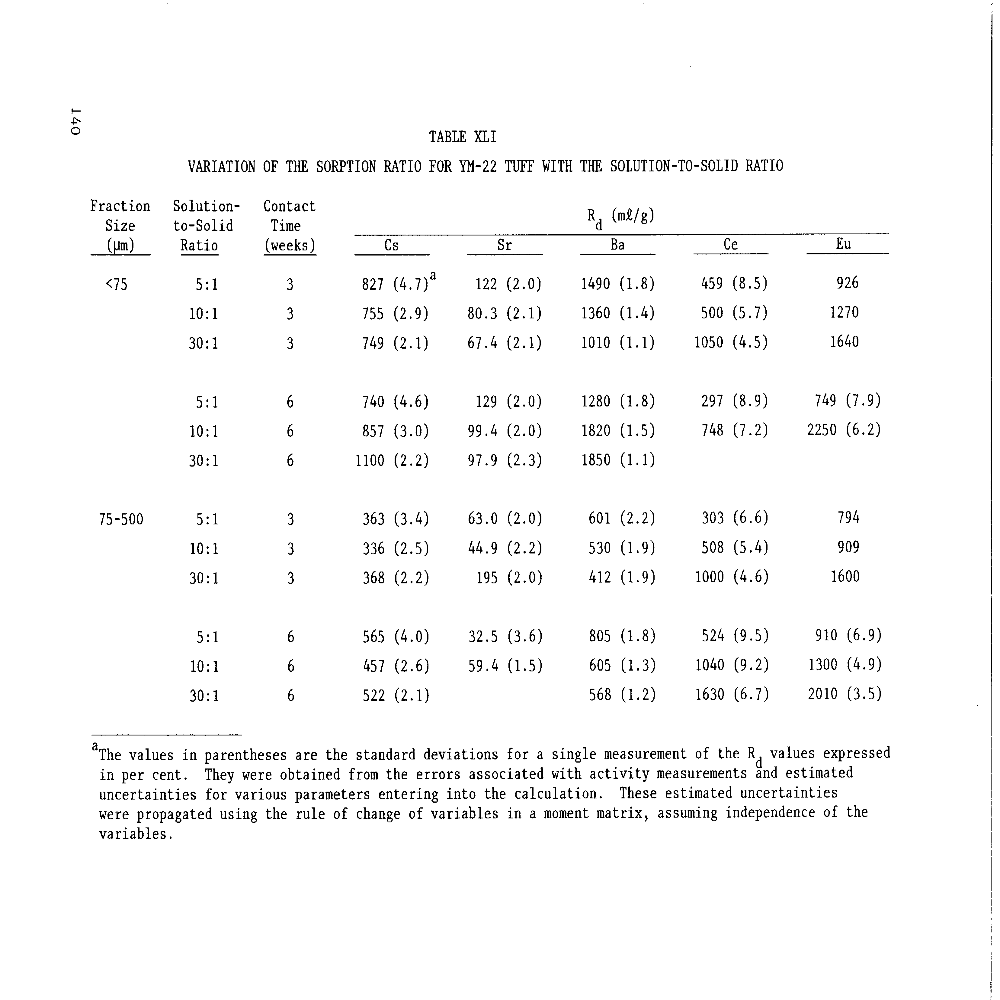 140
TABLE XLI
VARIATION OF THE SORPTION RATIO FOR YM-22 TUFF WITH THE SOLUTION-TO-SOLID RATIO
Fraction Solution- Contact
Size to-Solid Time R_d (mℓ/g)
(µm) Ratio (weeks) Cs Sr Ba Ce Eu
<75 5:1 3 827 (4.7)^a 122 (2.0) 1490 (1.8) 459 (8.5) 926
10:1 3 755 (2.9) 80.3 (2.1) 1360 (1.4) 500 (5.7) 1270
30:1 3 749 (2.1) 67.4 (2.1) 1010 (1.1) 1050 (4.5) 1640
5:1 6 740 (4.6) 129 (2.0) 1280 (1.8) 297 (8.9) 749 (7.9)
10:1 6 857 (3.0) 99.4 (2.0) 1820 (1.5) 748 (7.2) 2250 (6.2)
30:1 6 1100 (2.2) 97.9 (2.3) 1850 (1.1)
75-500 5:1 3 363 (3.4) 63.0 (2.0) 601 (2.2) 303 (6.6) 794
10:1 3 336 (2.5) 44.9 (2.2) 530 (1.9) 508 (5.4) 909
30:1 3 368 (2.2) 195 (2.0) 412 (1.9) 1000 (4.6) 1600
5:1 6 565 (4.0) 32.5 (3.6) 805 (1.8) 524 (9.5) 910 (6.9)
10:1 6 457 (2.6) 59.4 (1.5) 605 (1.3) 1040 (9.2) 1300 (4.9)
30:1 6 522 (2.1) 568 (1.2) 1630 (6.7) 2010 (3.5)
^aThe values in parentheses are the standard deviations for a single measurement of the R_d values expressed
in per cent. They were obtained from the errors associated with activity measurements and estimated
uncertainties for various parameters entering into the calculation. These estimated uncertainties
were propagated using the rule of change of variables in a moment matrix, assuming independence of the
variables.